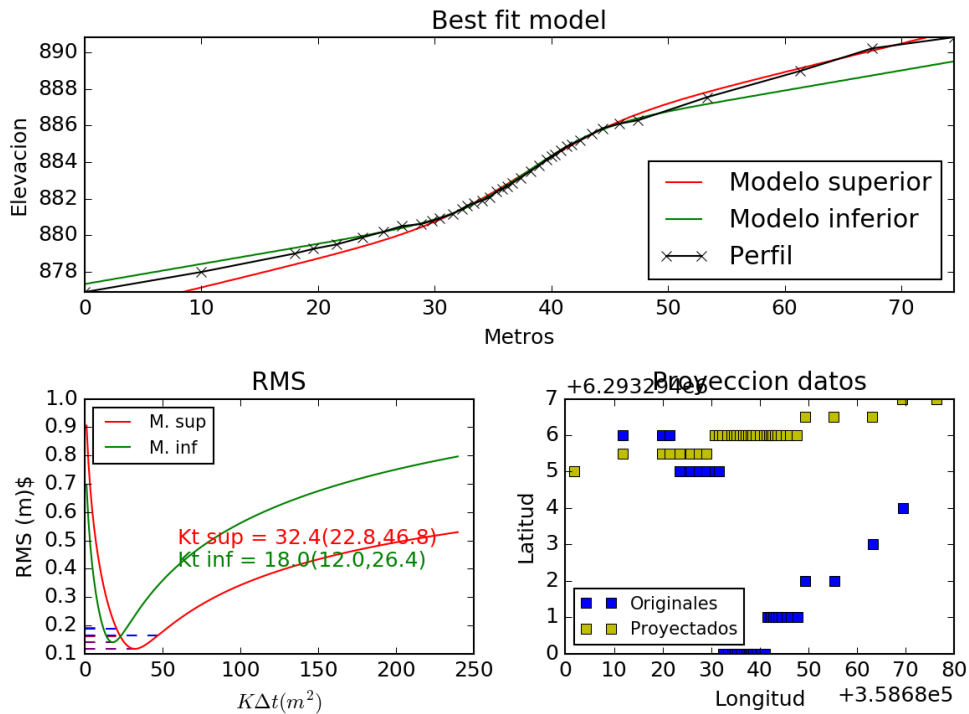 Best fit model
890
888
886
884
882
880
878
Elevacion
Modelo superior
Modelo inferior
Perfil
0 10 20 30 40 50 60 70
Metros
RMS
1.0
0.9
0.8
0.7
0.6
0.5
0.4
0.3
0.2
0.1
RMS (m)$
M. sup
M. inf
Kt sup = 32.4(22.8,46.8)
Kt inf = 18.0(12.0,26.4)
0 50 100 150 200 250
KΔt(m²)
Proyeccion datos
+6.293294e6
7
6
5
4
3
2
1
0
Latitud
Originales
Proyectados
0 10 20 30 40 50 60 70 80
Longitud
+3.5868e5